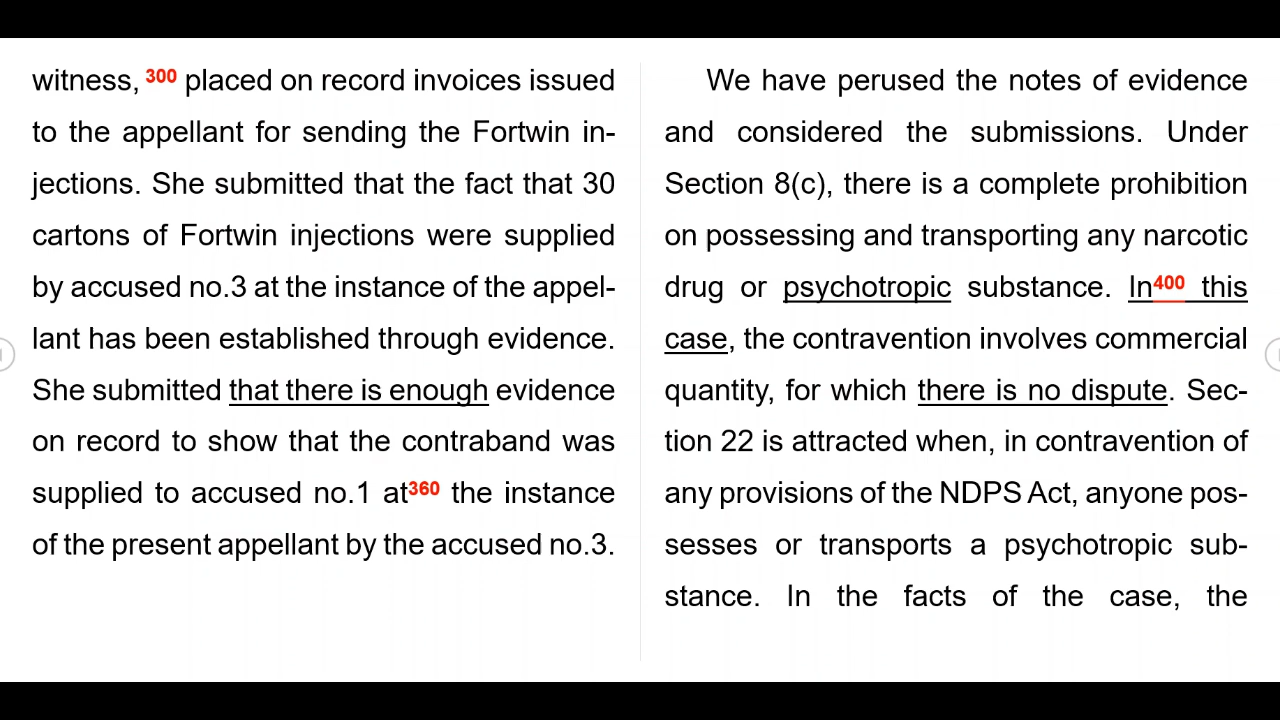 witness, 300 placed on record invoices issued
to the appellant for sending the Fortwin in-
jections. She submitted that the fact that 30
cartons of Fortwin injections were supplied
by accused no.3 at the instance of the appel-
lant has been established through evidence.
She submitted that there is enough evidence
on record to show that the contraband was
supplied to accused no.1 at360 the instance
of the present appellant by the accused no.3.
We have perused the notes of evidence
and considered the submissions. Under
Section 8(c), there is a complete prohibition
on possessing and transporting any narcotic
drug or psychotropic substance. In400 this
case, the contravention involves commercial
quantity, for which there is no dispute. Sec-
tion 22 is attracted when, in contravention of
any provisions of the NDPS Act, anyone pos-
sesses or transports a psychotropic sub-
stance. In the facts of the case, the